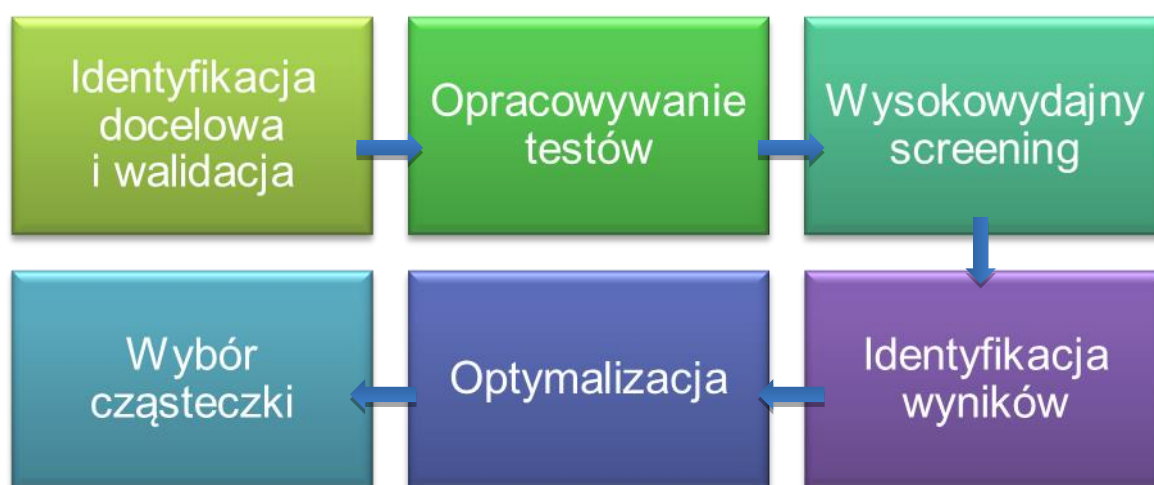 Identyfikacja
docelowa
i walidacja
Opracowywanie
testów
Wysokowydajny
screening
Wybór
cząsteczki
Optymalizacja
Identyfikacja
wyników